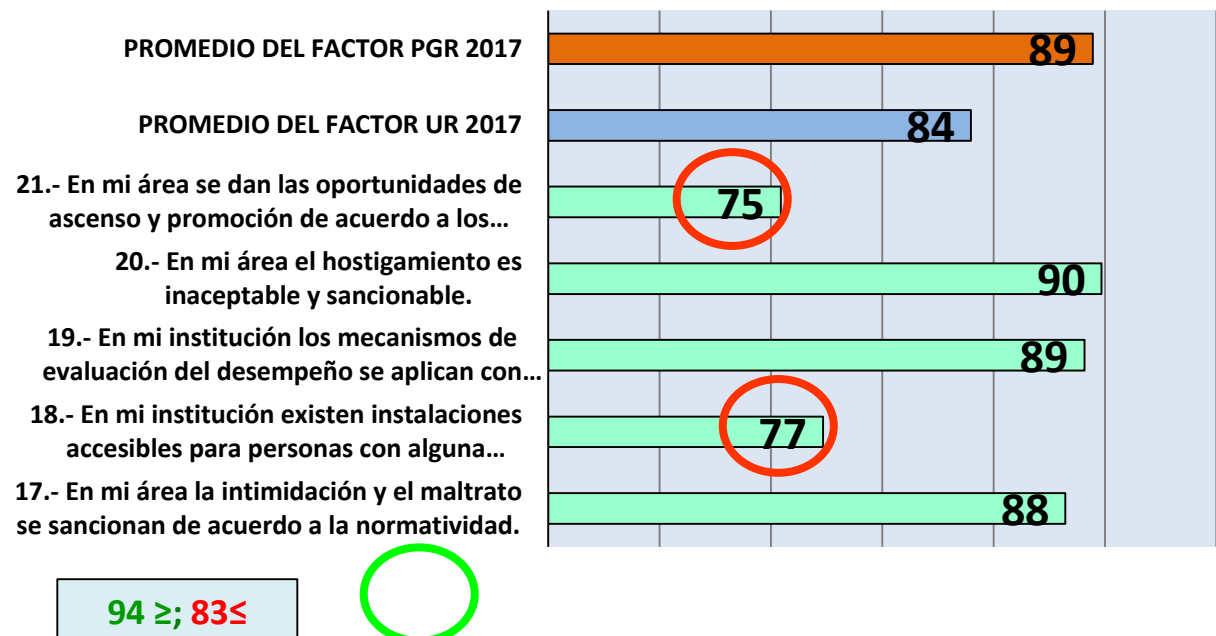 PROMEDIO DEL FACTOR PGR 2017
89
PROMEDIO DEL FACTOR UR 2017
84
21.- En mi área se dan las oportunidades de
ascenso y promoción de acuerdo a los…
75
20.- En mi área el hostigamiento es
inaceptable y sancionable.
90
19.- En mi institución los mecanismos de
evaluación del desempeño se aplican con…
89
18.- En mi institución existen instalaciones
accesibles para personas con alguna…
77
17.- En mi área la intimidación y el maltrato
se sancionan de acuerdo a la normatividad.
88
94 ≥; 83≤